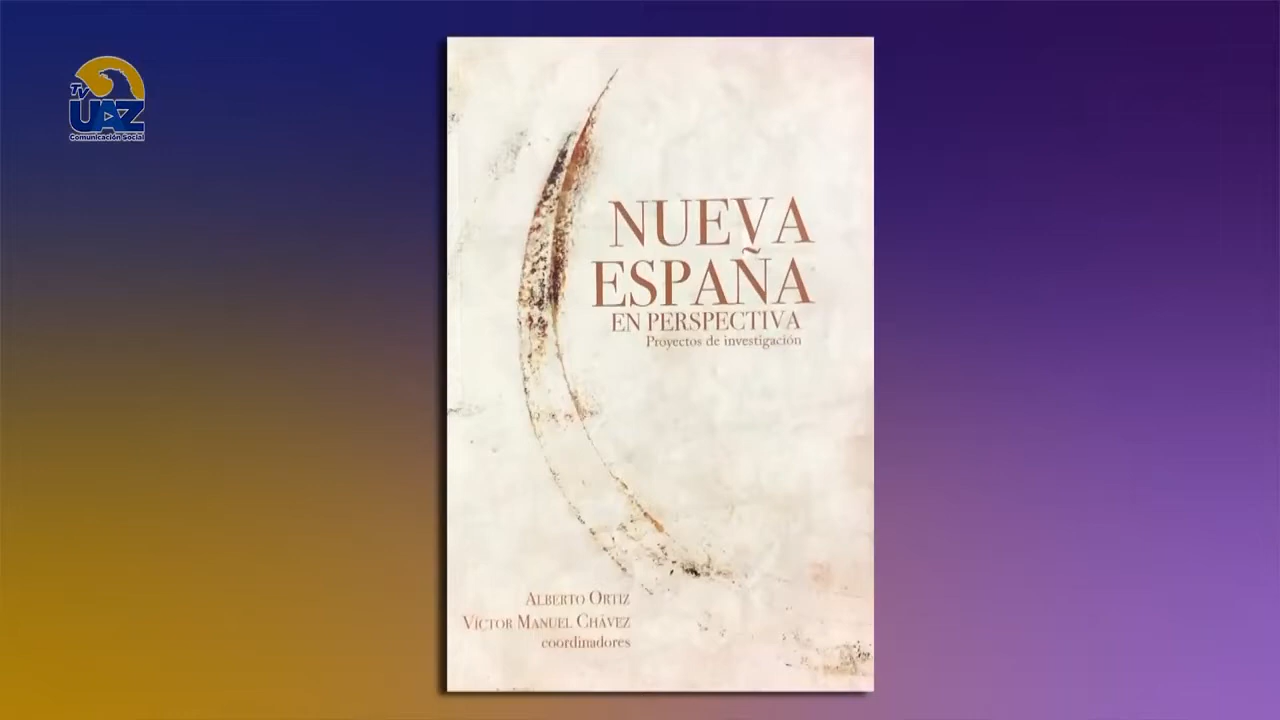 TV
UAZ
Comunicación Social
NUEVA
ESPAÑA
EN PERSPECTIVA
Proyectos de investigación
ALBERTO ORTIZ
VÍCTOR MANUEL CHÁVEZ
coordinadores